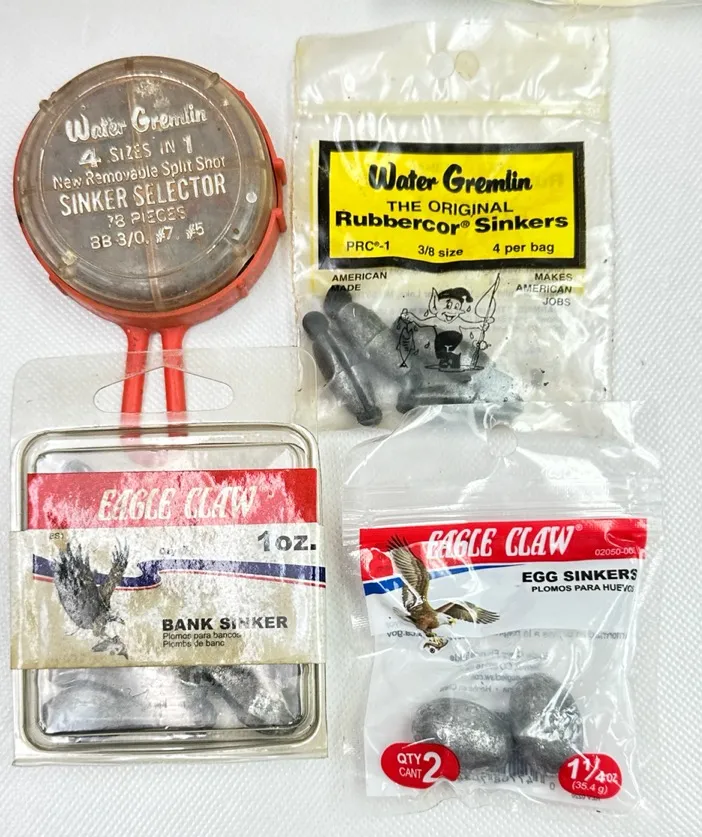 Water Gremlin
4 SIZES IN 1
New Removable Split Shot
SINKER SELECTOR
78 PIECES
BB 3/0, #7, #5
Water Gremlin
THE ORIGINAL
Rubbercor® Sinkers
PRC®-1 3/8 size 4 per bag
AMERICAN
MADE
MAKES
AMERICAN
JOBS
EAGLE CLAW
1oz.
BANK SINKER
Plomos para bancos
Plombs de banc
EAGLE CLAW®
02050-00
EGG SINKERS
PLOMOS PARA HUEVOS
QTY
CANT 2
1 1/4 oz
(35.4 g)